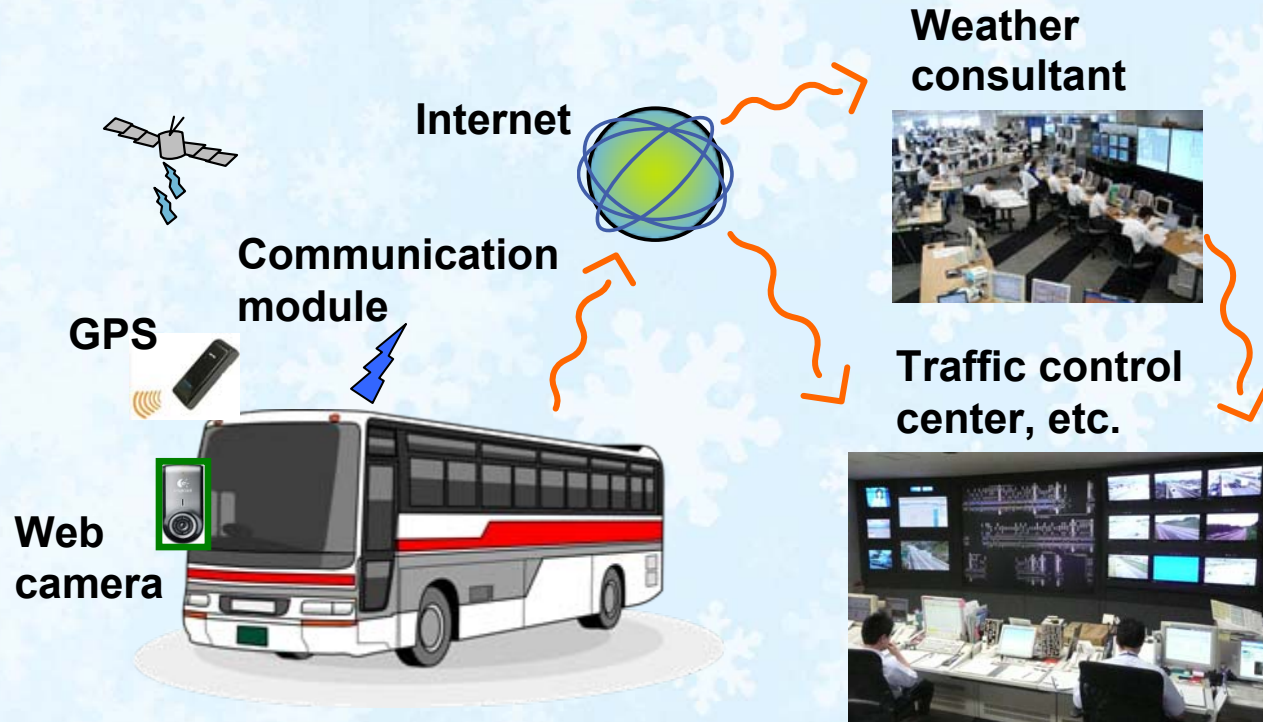 Weather
consultant
Internet
Communication
module
GPS
Traffic control
center, etc.
Web
camera